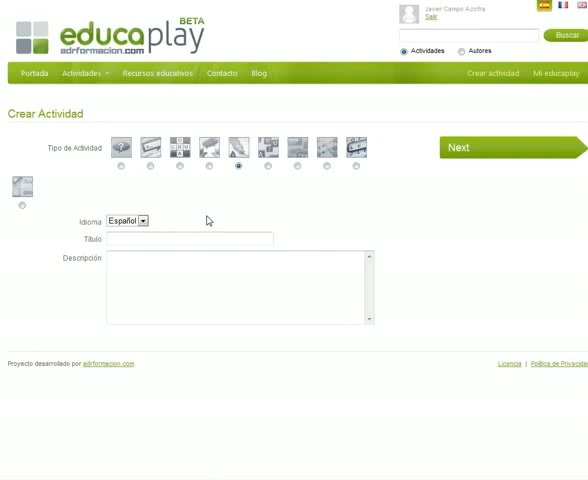 BETA
educaplay
adrformacion.com
Javier Campo Azofra
Salir
Buscar
Actividades
Autores
Portada
Actividades
Recursos educativos
Contacto
Blog
Crear actividad
Mi educaplay
Crear Actividad
Tipo de Actividad
Next
Idioma
Español
Título
Descripción
Proyecto desarrollado por adrformacion.com
Licencia | Política de Privacidad